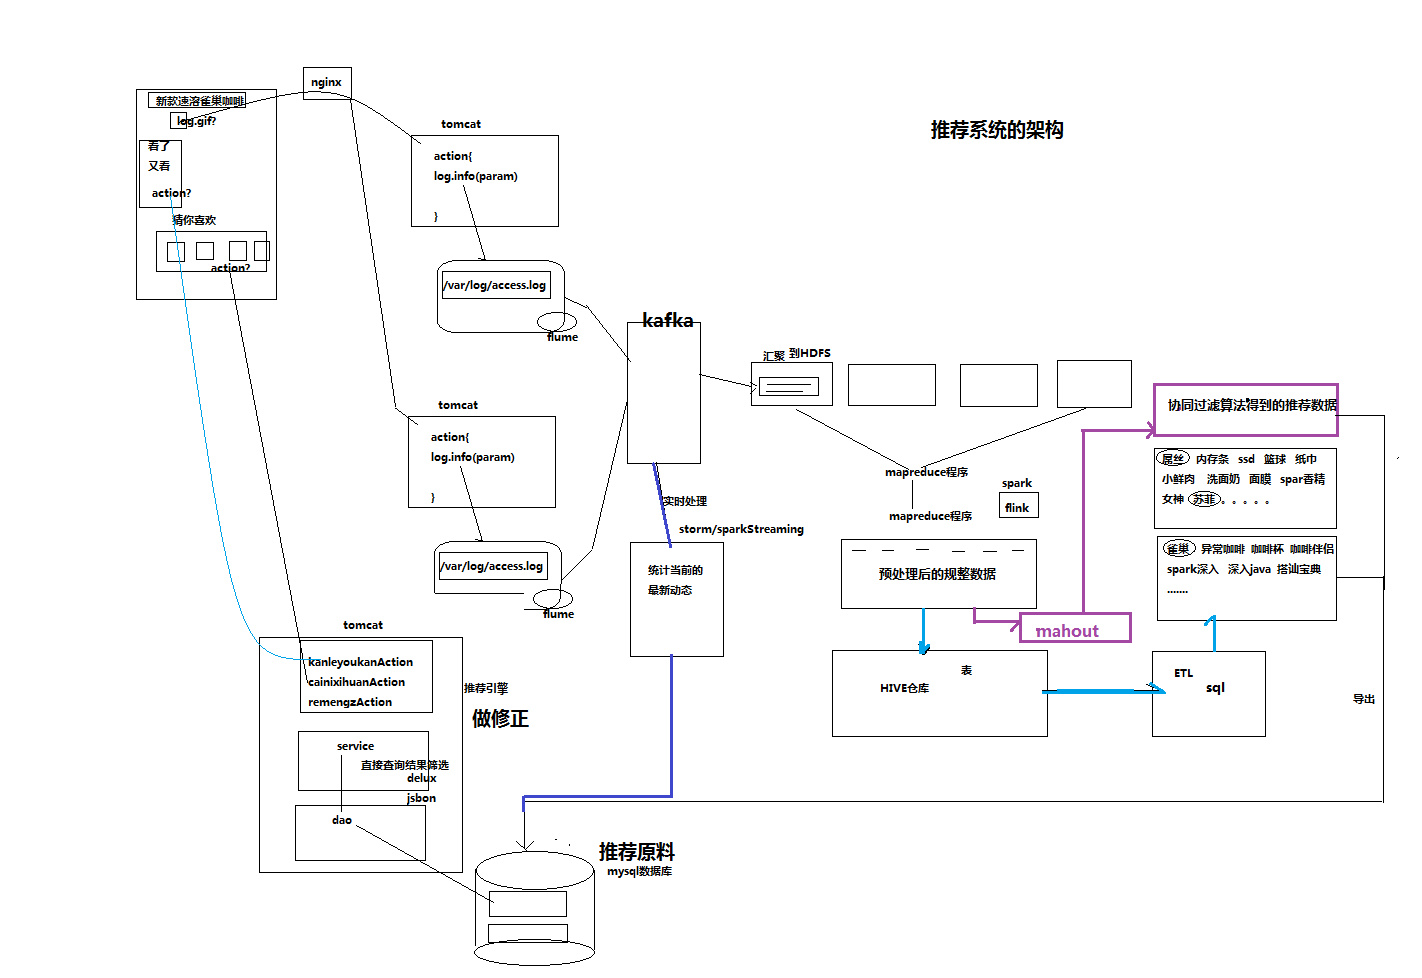 推荐系统的架构
nginx
新款速溶雀巢咖啡
log.gif?
看了
又看
action?
猜你喜欢
action?
tomcat
action{
log.info(param)
}
/var/log/access.log
flume
tomcat
action{
log.info(param)
}
/var/log/access.log
flume
kafka
实时处理
storm/sparkStreaming
统计当前的
最新动态
汇聚 到HDFS
mapreduce程序
mapreduce程序
spark
flink
预处理后的规整数据
mahout
HIVE仓库
表
ETL
sql
协同过滤算法得到的推荐数据
屌丝 内存条 ssd 篮球 纸巾
小鲜肉 洗面奶 面膜 spar香精
女神 苏菲 。。。。。
雀巢 异常咖啡 咖啡杯 咖啡伴侣
spark深入 深入java 搭讪宝典
.......
导出
tomcat
kanleyoukanAction
cainixihuanAction
remengzAction
推荐引擎
做修正
service
直接查询结果筛选
delux
jsbon
dao
推荐原料
mysql数据库